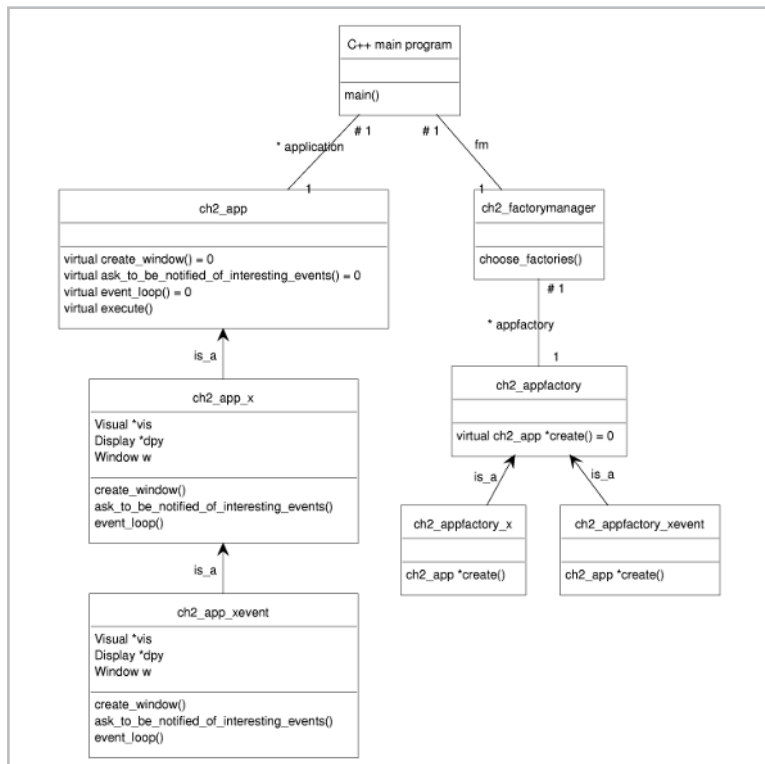 C++ main program
main()
# 1
# 1
* application
fm
1
1
ch2_app
virtual create_window() = 0
virtual ask_to_be_notified_of_interesting_events() = 0
virtual event_loop() = 0
virtual execute()
ch2_factorymanager
choose_factories()
# 1
* appfactory
1
is_a
ch2_app_x
Visual *vis
Display *dpy
Window w
create_window()
ask_to_be_notified_of_interesting_events()
event_loop()
ch2_appfactory
virtual ch2_app *create() = 0
is_a
is_a
ch2_appfactory_x
ch2_app *create()
ch2_appfactory_xevent
ch2_app *create()
is_a
ch2_app_xevent
Visual *vis
Display *dpy
Window w
create_window()
ask_to_be_notified_of_interesting_events()
event_loop()